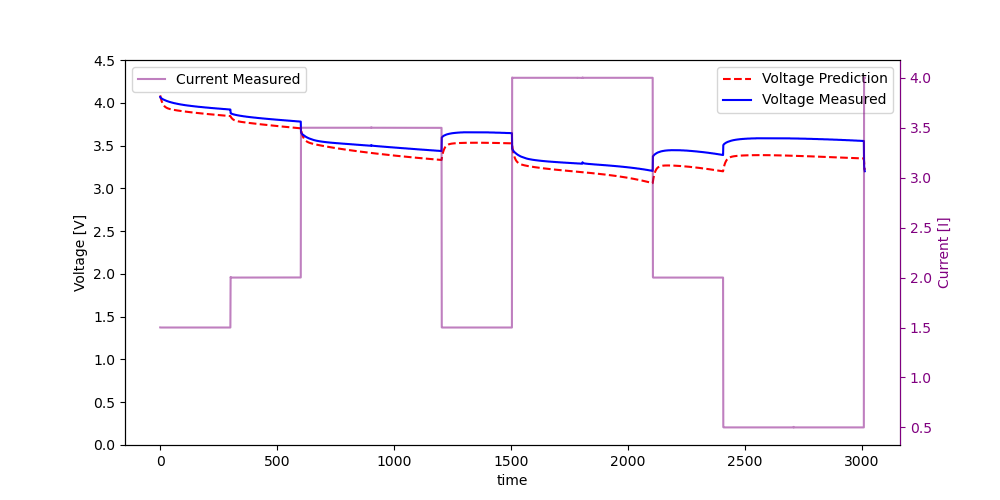 Current Measured
Voltage Prediction
Voltage Measured
4.5
4.0
3.5
3.0
2.5
2.0
1.5
1.0
0.5
0.0
Voltage [V]
4.0
3.5
3.0
2.5
2.0
1.5
1.0
0.5
Current [I]
0 500 1000 1500 2000 2500 3000
time